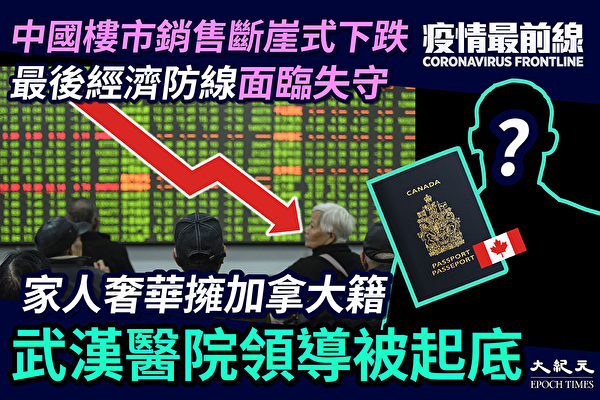 中國樓市銷售斷崖式下跌
最後經濟防線面臨失守
疫情最前線
CORONAVIRUS FRONTLINE
?
CANADA
PASSPORT
PASSEPORT
家人奢華擁加拿大籍
武漢醫院領導被起底
大紀元
EPOCH TIMES